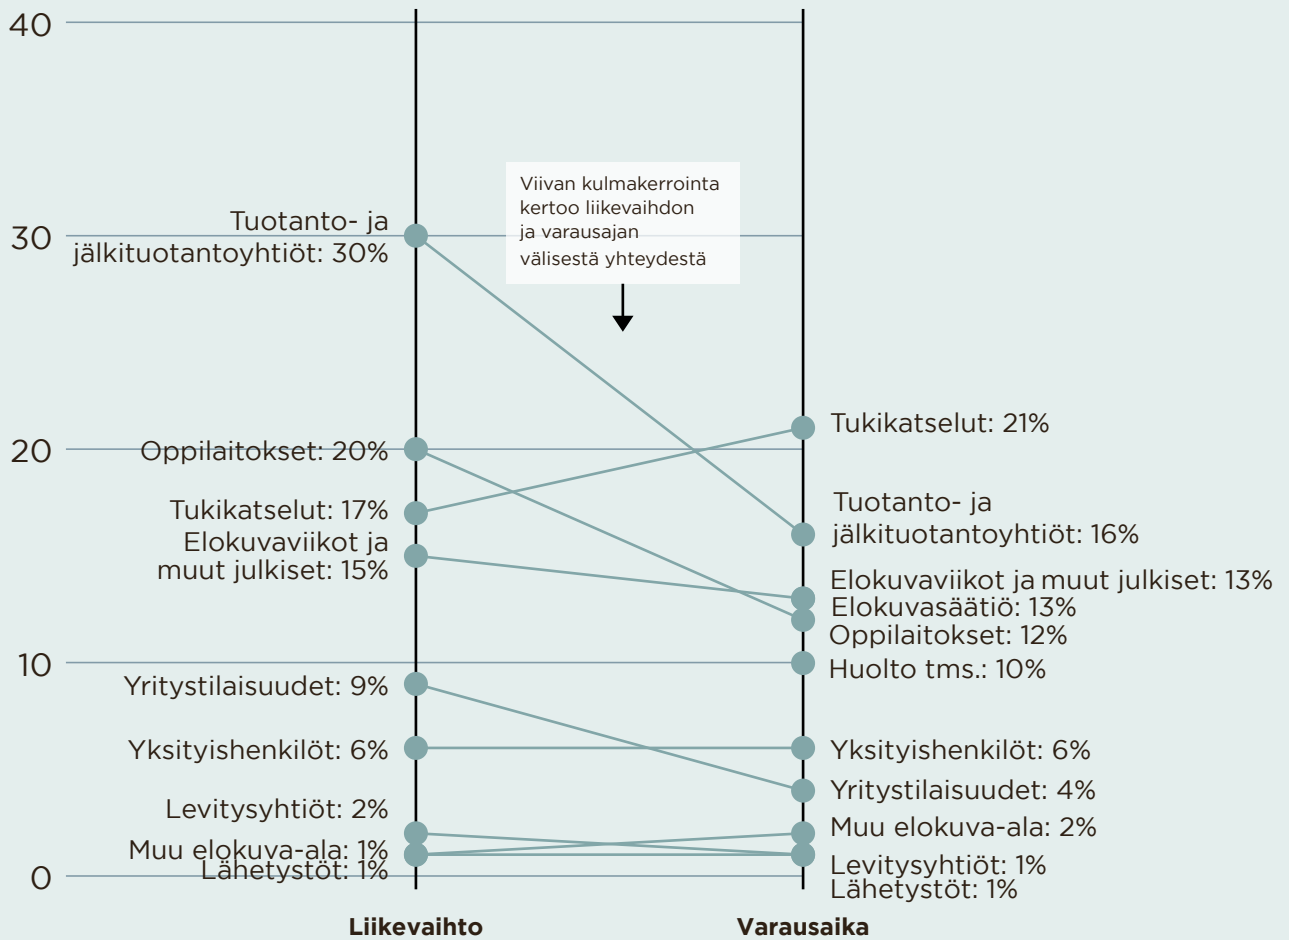 40
30
20
10
0
Tuotanto- ja
jälkituotantoyhtiöt: 30%
Oppilaitokset: 20%
Tukikatselut: 17%
Elokuvaviikot ja
muut julkiset: 15%
Yritystilaisuudet: 9%
Yksityishenkilöt: 6%
Levitysyhtiöt: 2%
Muu elokuva-ala: 1%
Lähetystöt: 1%
Viivan kulmakerrointa
kertoo liikevaihdon
ja varausajan
välisestä yhteydestä
Tukikatselut: 21%
Tuotanto- ja
jälkituotantoyhtiöt: 16%
Elokuvaviikot ja muut julkiset: 13%
Elokuvasäätiö: 13%
Oppilaitokset: 12%
Huolto tms.: 10%
Yksityishenkilöt: 6%
Yritystilaisuudet: 4%
Muu elokuva-ala: 2%
Levitysyhtiöt: 1%
Lähetystöt: 1%
Liikevaihto
Varausaika